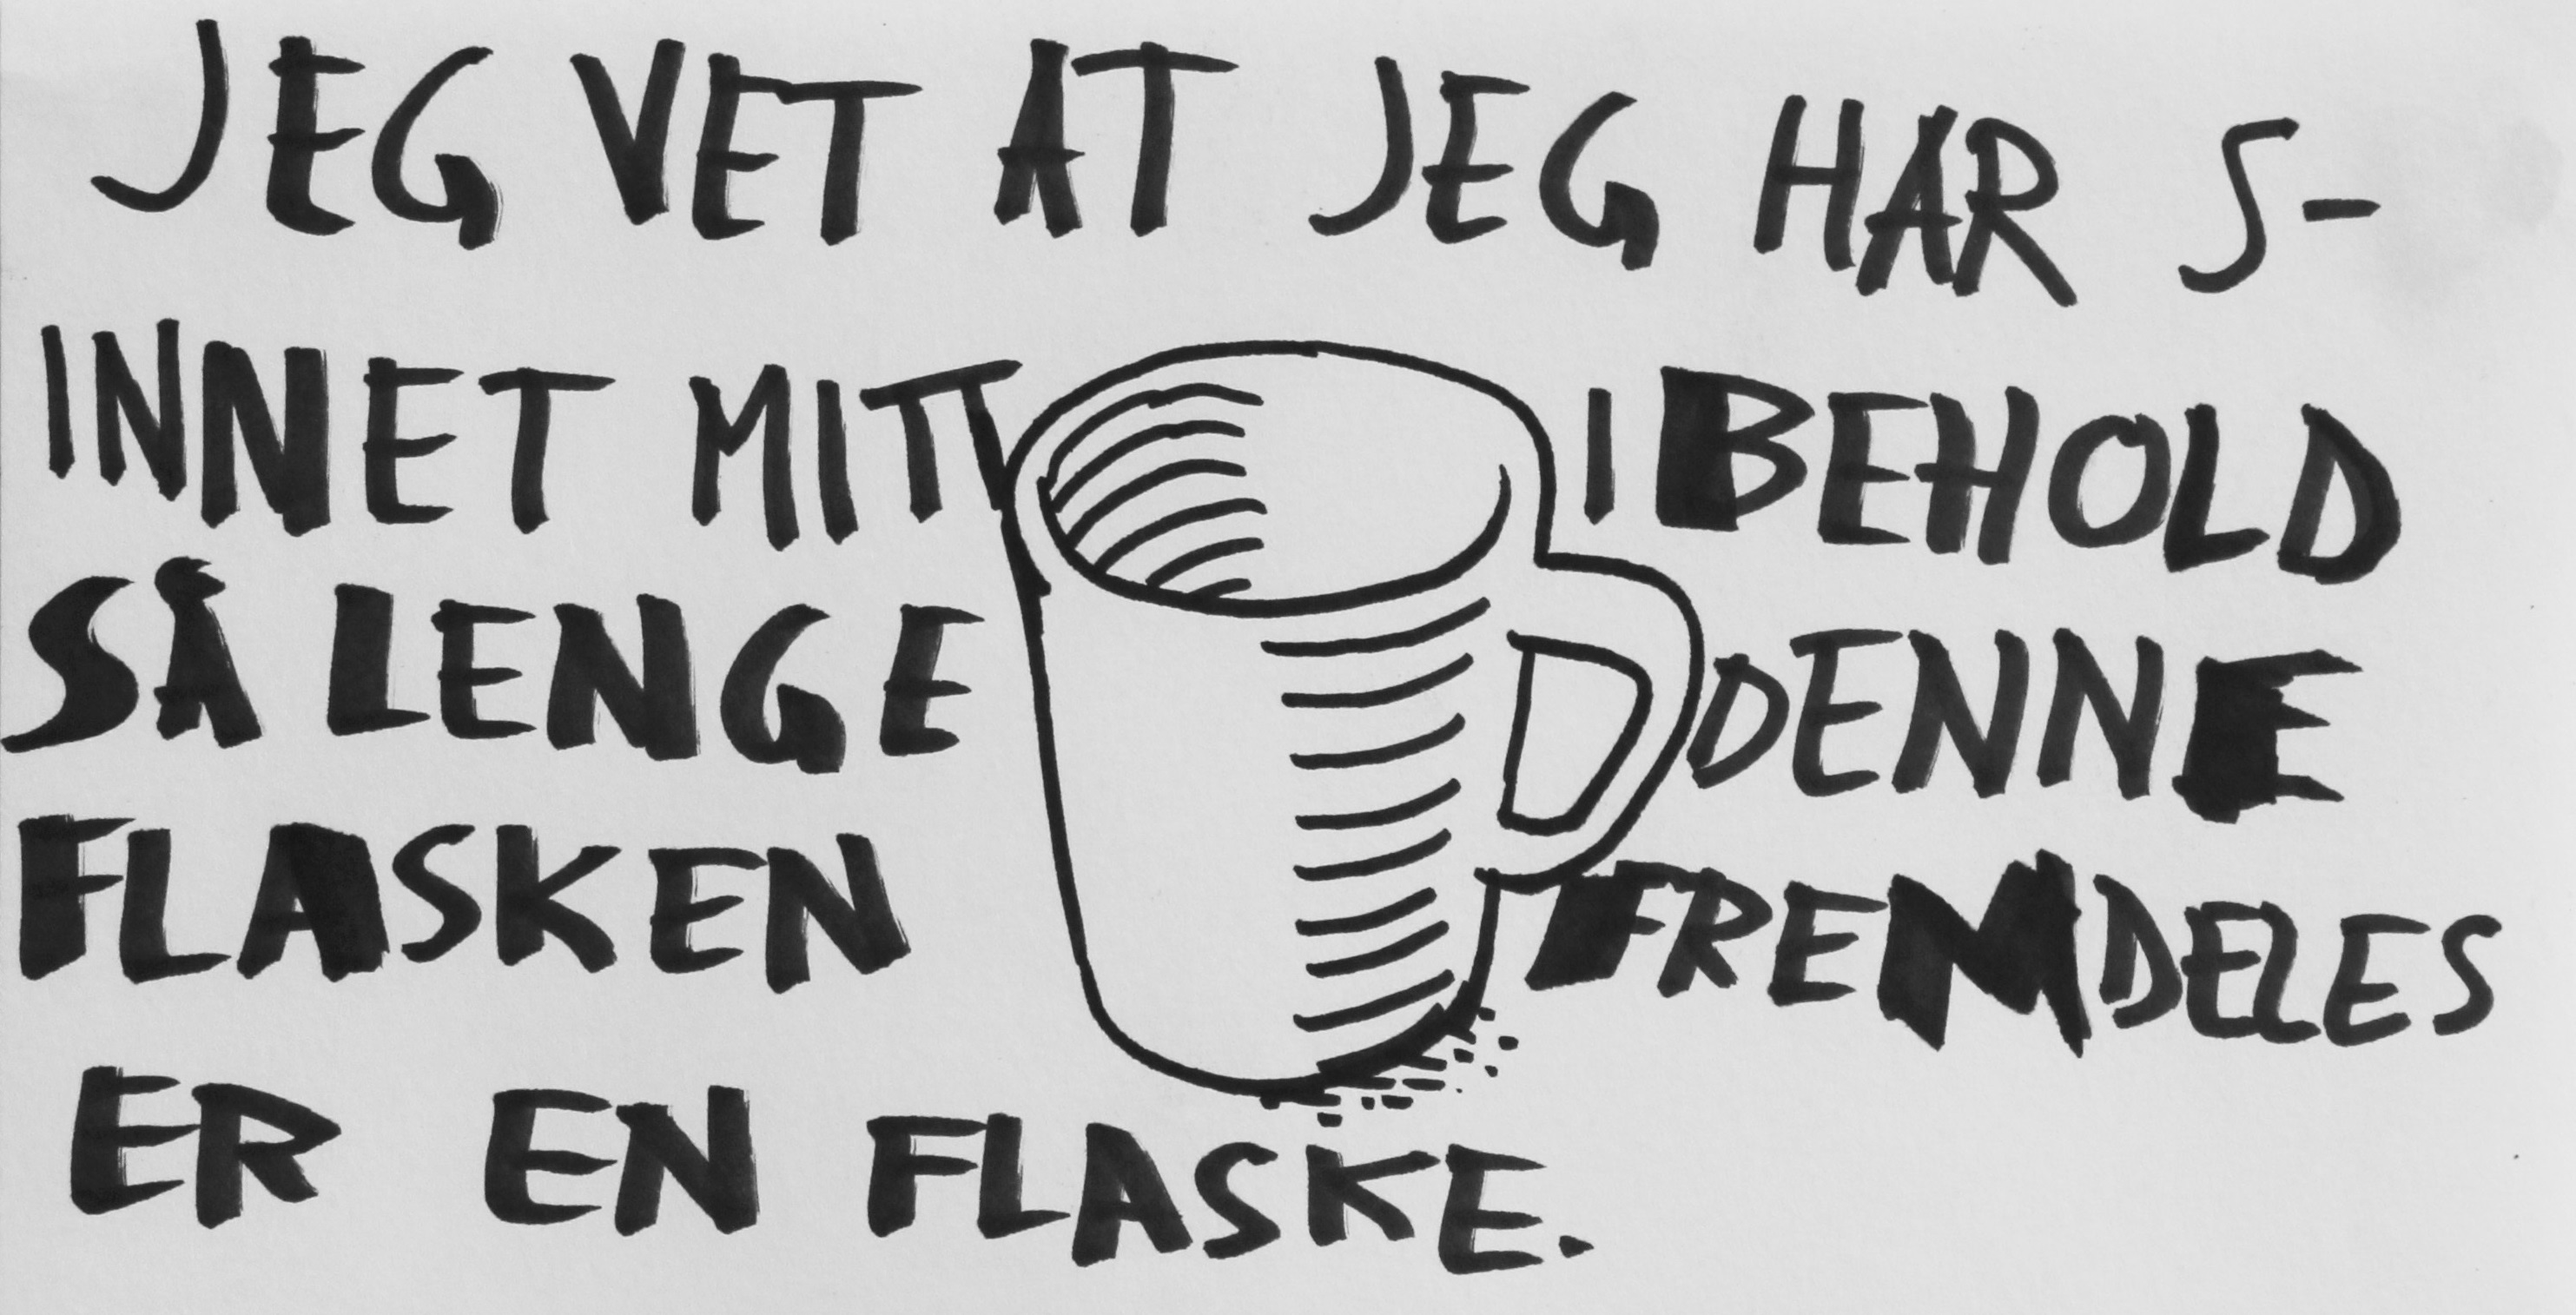 JEG VET AT JEG HAR S-
INNET MITT I BEHOLD
SÅ LENGE DENNE
FLASKEN FREMDELES
ER EN FLASKE.